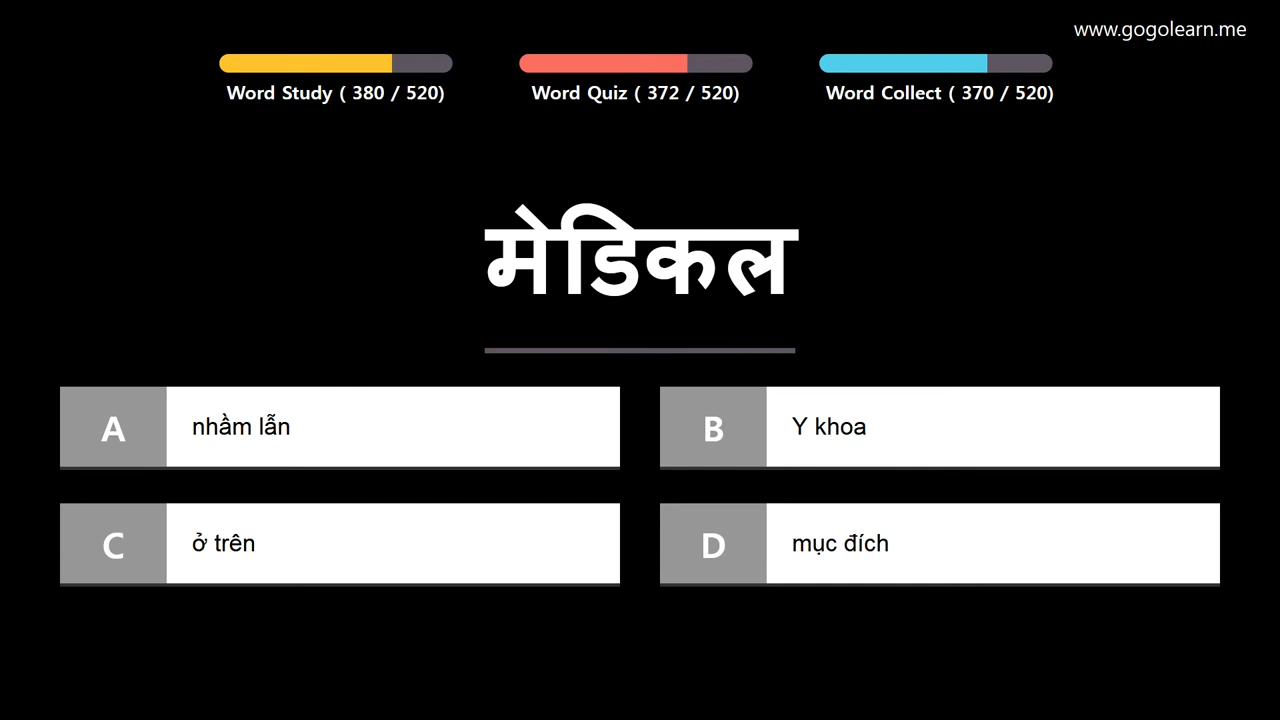 www.gogolearn.me
Word Study ( 380 / 520)
Word Quiz ( 372 / 520)
Word Collect ( 370 / 520)
मेडिकल
A nhầm lẫn
B Y khoa
C ở trên
D mục đích